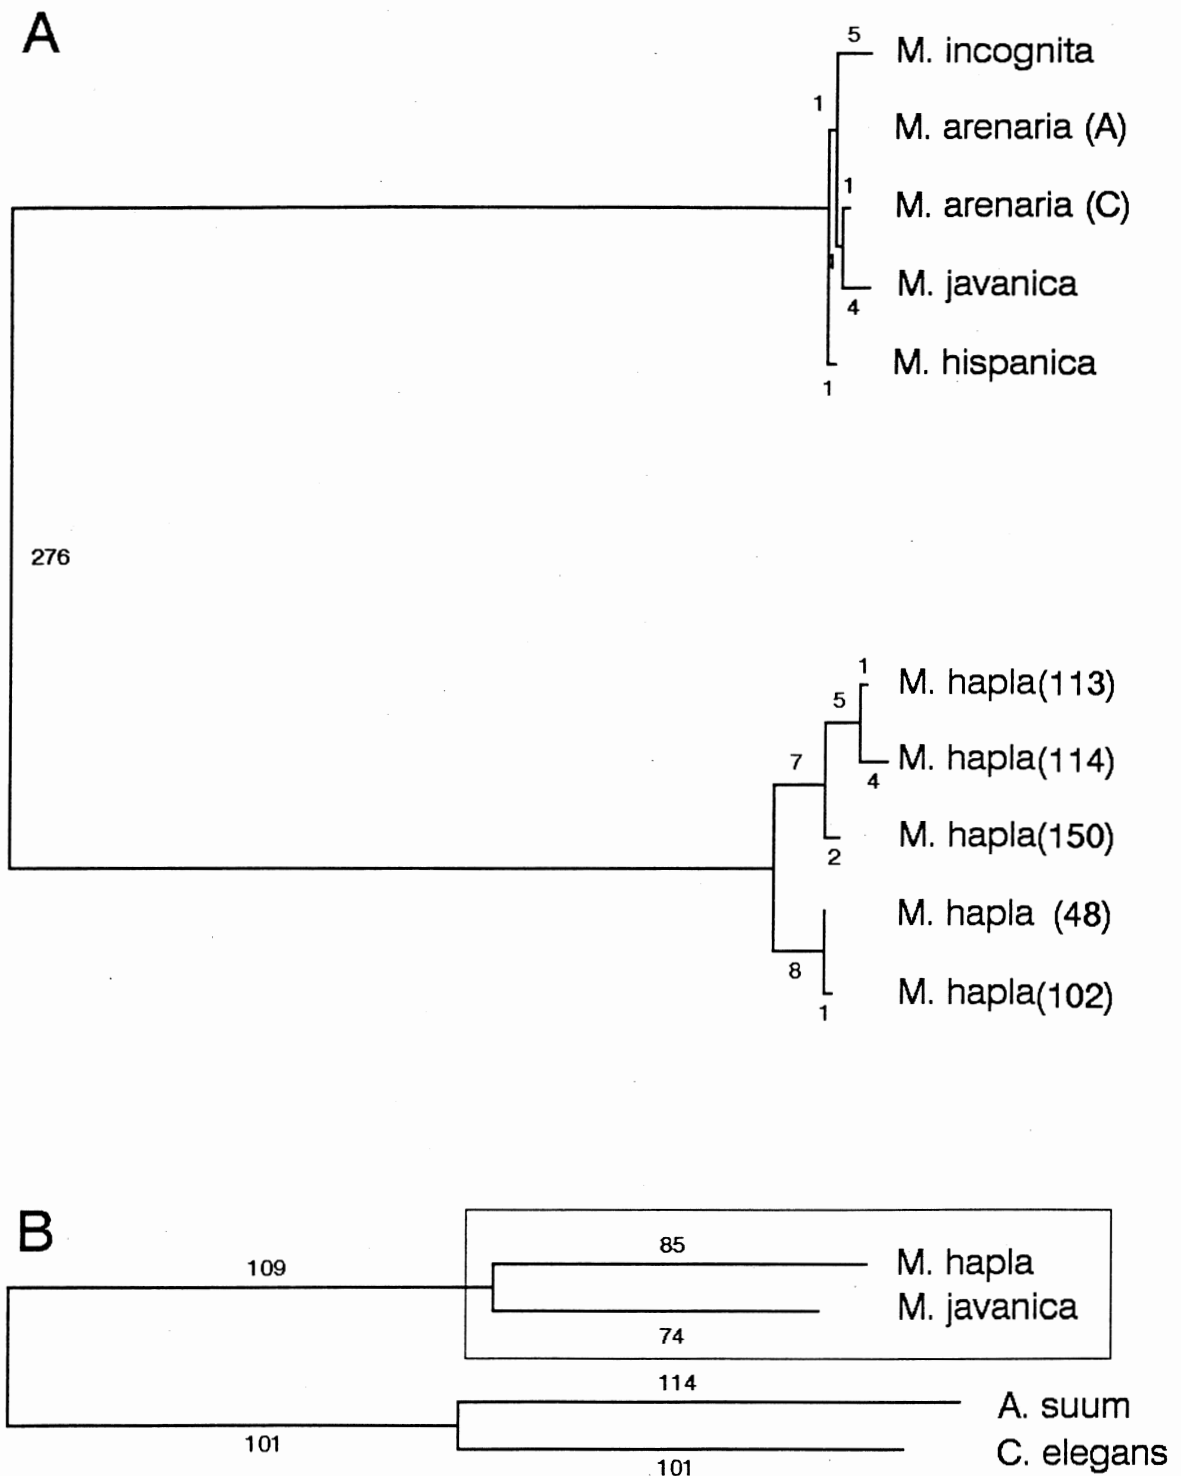 A
5
M. incognita
1
M. arenaria (A)
1
M. arenaria (C)
M. javanica
4
M. hispanica
1
276
1
M. hapla(113)
5
7
M. hapla(114)
4
M. hapla(150)
2
M. hapla (48)
8
M. hapla(102)
1
B
109
85
M. hapla
M. javanica
74
114
A. suum
101
C. elegans
101